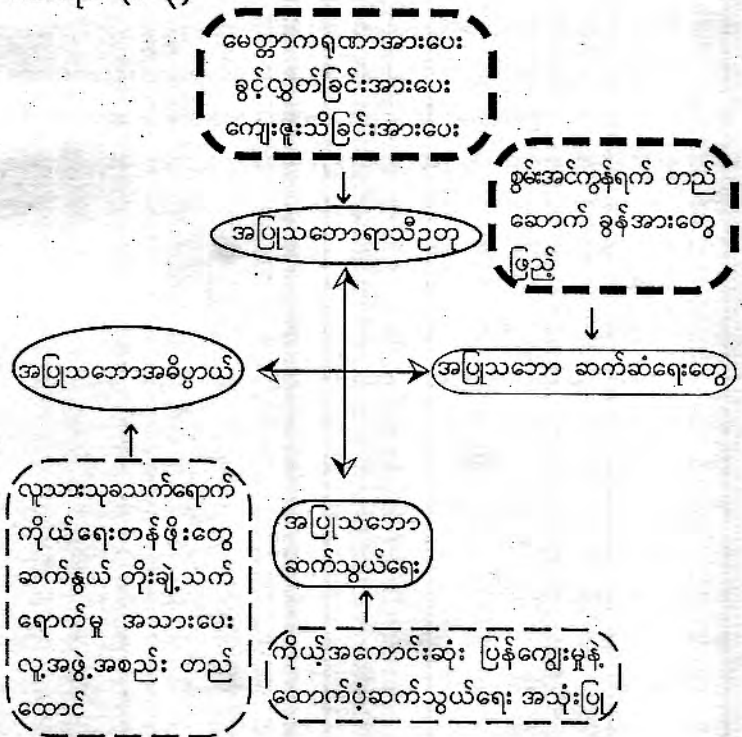 မေတ္တာကရုဏာအားပေး
ခွင့်လွှတ်ခြင်းအားပေး
ကျေးဇူးသိခြင်းအားပေး
စွမ်းအင်ကွန်ရက် တည်
ဆောက် ခွန်အားတွေ
ဖြည့်
အပြုသဘောရာသီဥတု
အပြုသဘောအဓိပ္ပာယ်
အပြုသဘော ဆက်ဆံရေးတွေ
လူသားသုခသက်ရောက်
ကိုယ်ရေးတန်ဖိုးတွေ
ဆက်နွယ် တိုးချဲ့သက်
ရောက်မှု အသားပေး
လူ့အဖွဲ့အစည်း တည်
ထောင်
အပြုသဘော
ဆက်သွယ်ရေး
ကိုယ့်အကောင်းဆုံး ပြန်ကျွေးမှုနဲ့
ထောက်ပံ့ဆက်သွယ်ရေး အသုံးပြု